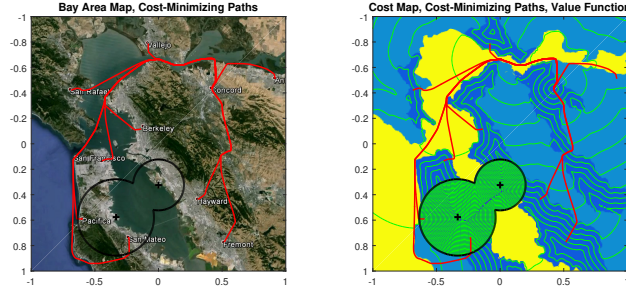 Bay Area Map, Cost-Minimizing Paths
-1
-0.8
-0.6
-0.4
-0.2
0
0.2
0.4
0.6
0.8
1
-1 -0.5 0 0.5 1
Vallejo
An
San Rafael
Concord
Berkeley
San Francisco
Hayward
Pacifica
San Mateo
Fremont
Cost Map, Cost-Minimizing Paths, Value Function
-1
-0.8
-0.6
-0.4
-0.2
0
0.2
0.4
0.6
0.8
1
-1 -0.5 0 0.5 1